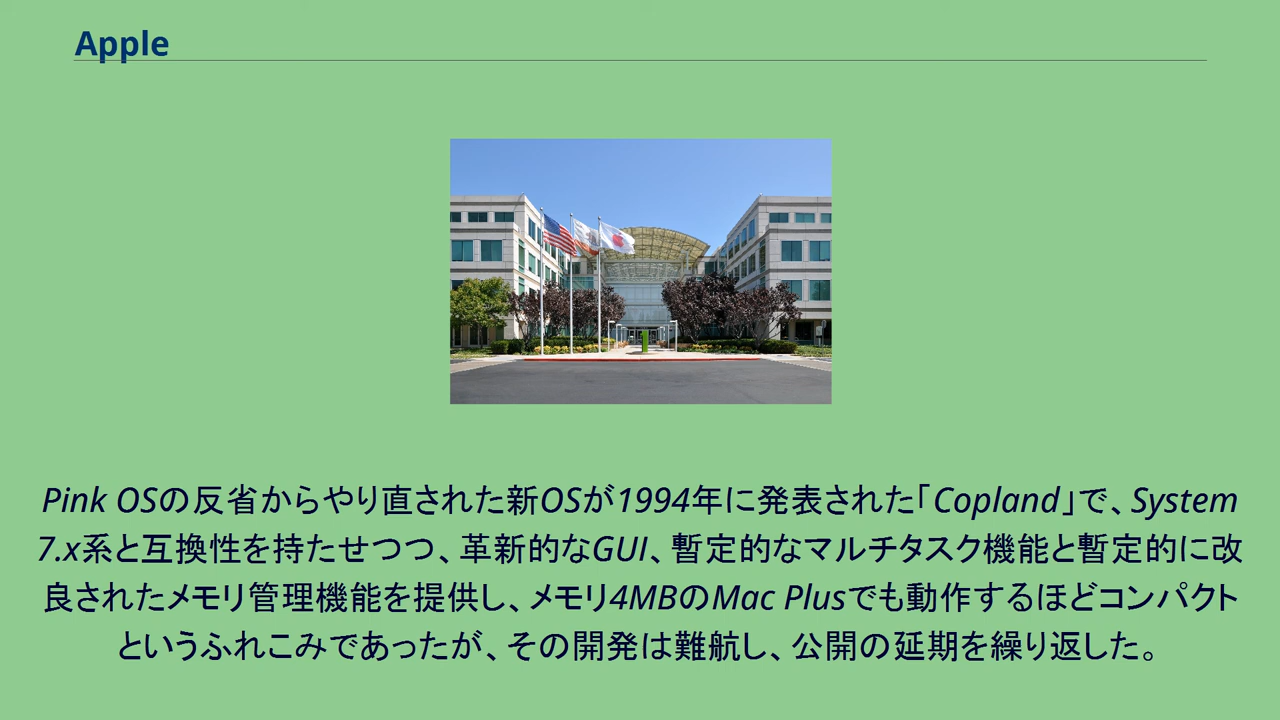 Apple
Pink OSの反省からやり直された新OSが1994年に発表された「Copland」で、System
7.x系と互換性を持たせつつ、革新的なGUI、暫定的なマルチタスク機能と暫定的に改
良されたメモリ管理機能を提供し、メモリ4MBのMac Plusでも動作するほどコンパクト
というふれこみであったが、その開発は難航し、公開の延期を繰り返した。